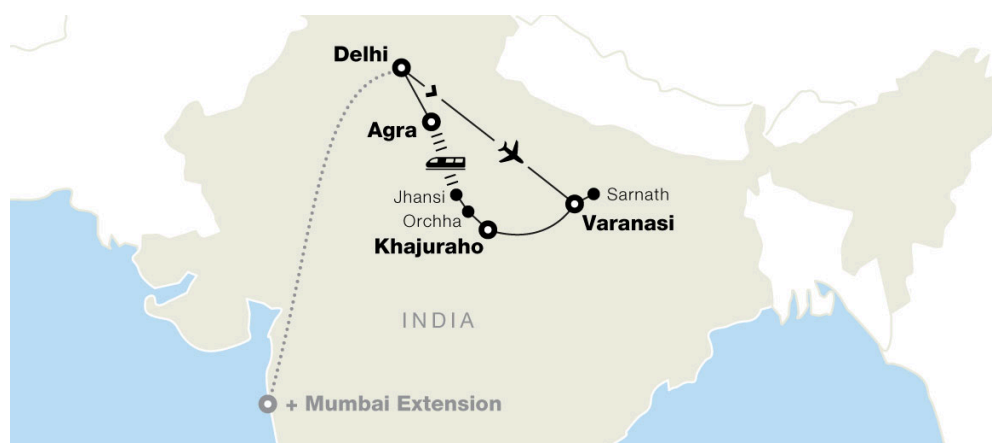 Delhi
Agra
Jhansi
Sarnath
Orchha
Varanasi
Khajuraho
INDIA
+ Mumbai Extension